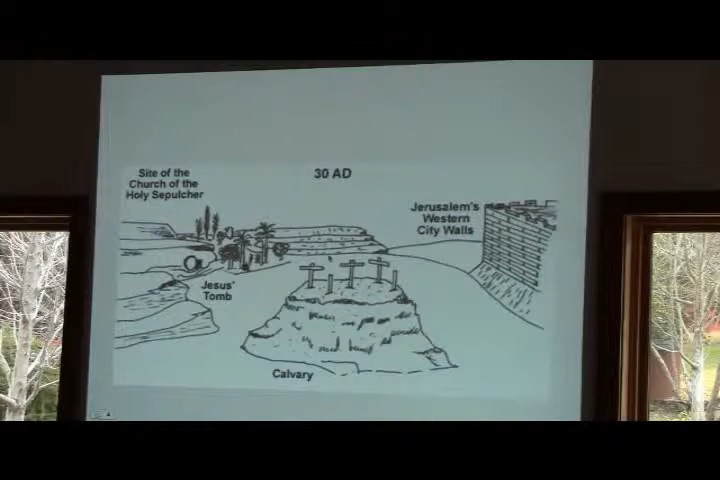 Site of the
Church of the
Holy Sepulcher
30 AD
Jerusalem's
Western
City Walls
Jesus'
Tomb
Calvary